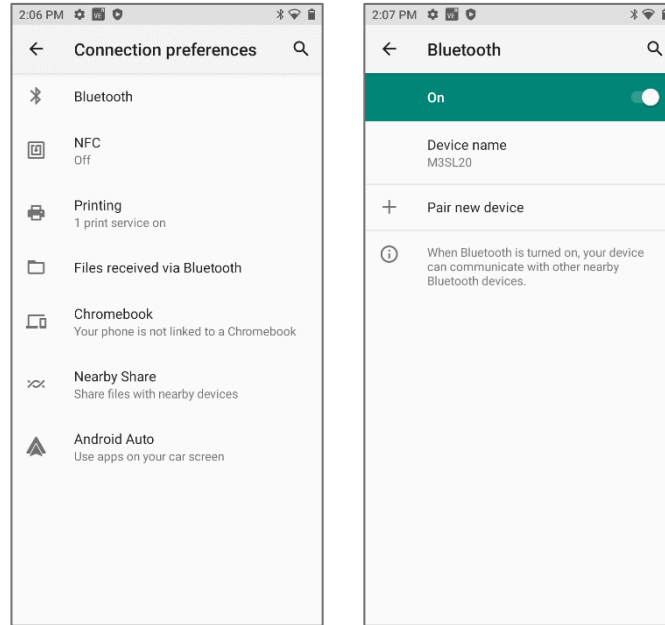 2:06 PM
Connection preferences
Bluetooth
NFC
Off
Printing
1 print service on
Files received via Bluetooth
Chromebook
Your phone is not linked to a Chromebook
Nearby Share
Share files with nearby devices
Android Auto
Use apps on your car screen
2:07 PM
Bluetooth
On
Device name
M3SL20
Pair new device
When Bluetooth is turned on, your device
can communicate with other nearby
Bluetooth devices.